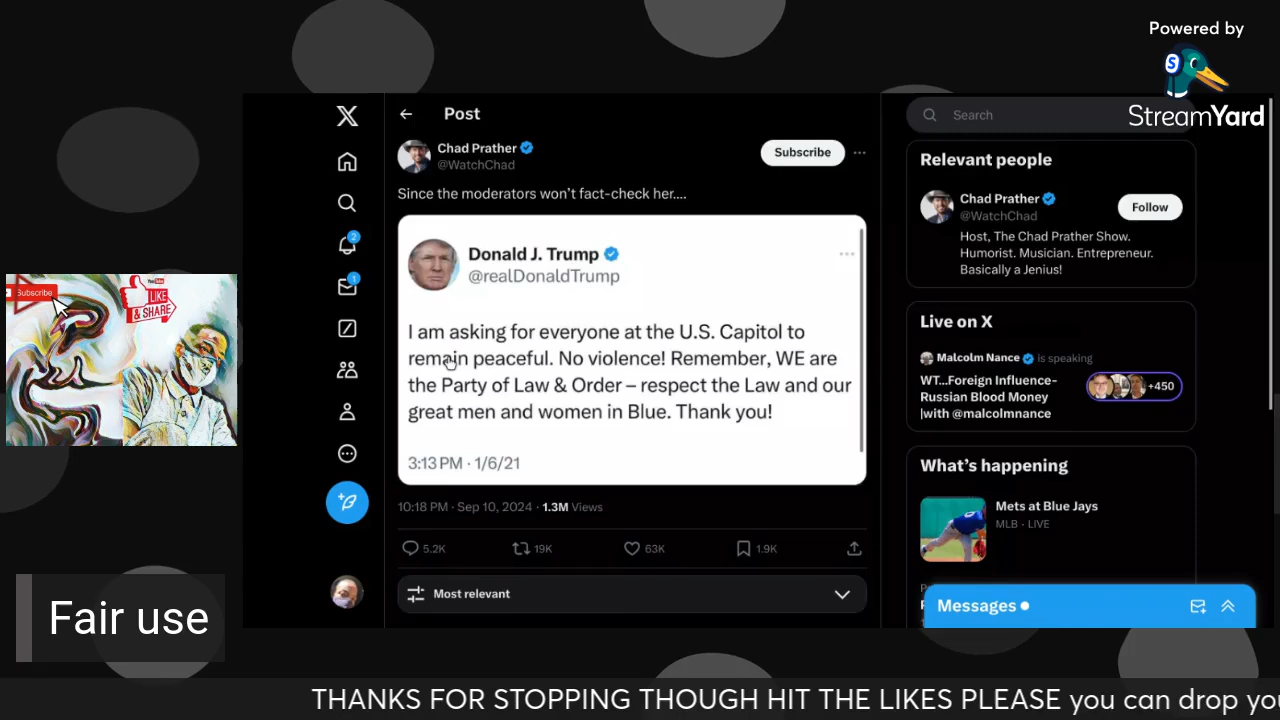 Powered by
StreamYard
Post
Search
Chad Prather
@WatchChad
Subscribe
Since the moderators won't fact-check her....
Donald J. Trump
@realDonaldTrump
I am asking for everyone at the U.S. Capitol to
remain peaceful. No violence! Remember, WE are
the Party of Law & Order – respect the Law and our
great men and women in Blue. Thank you!
3:13 PM · 1/6/21
10:18 PM · Sep 10, 2024 · 1.3M Views
5.2K 19K 63K 1.9K
Most relevant
Relevant people
Chad Prather
@WatchChad
Follow
Host, The Chad Prather Show.
Humorist. Musician. Entrepreneur.
Basically a Jenius!
Live on X
Malcolm Nance is speaking
WT...Foreign Influence-
Russian Blood Money
|with @malcolmnance
+450
What's happening
Mets at Blue Jays
MLB · LIVE
Messages
2
1
Subscribe
YouTube
LIKE
& SHARE
Fair use
THANKS FOR STOPPING THOUGH HIT THE LIKES PLEASE you can drop yo